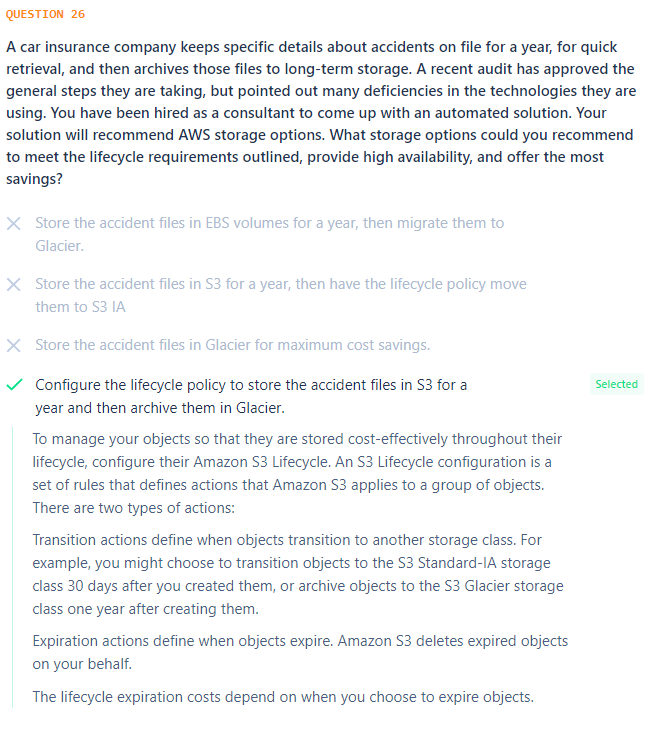 QUESTION 26
A car insurance company keeps specific details about accidents on file for a year, for quick
retrieval, and then archives those files to long-term storage. A recent audit has approved the
general steps they are taking, but pointed out many deficiencies in the technologies they are
using. You have been hired as a consultant to come up with an automated solution. Your
solution will recommend AWS storage options. What storage options could you recommend
to meet the lifecycle requirements outlined, provide high availability, and offer the most
savings?
Store the accident files in EBS volumes for a year, then migrate them to
Glacier.
Store the accident files in S3 for a year, then have the lifecycle policy move
them to S3 IA
Store the accident files in Glacier for maximum cost savings.
Configure the lifecycle policy to store the accident files in S3 for a
year and then archive them in Glacier.
Selected
To manage your objects so that they are stored cost-effectively throughout their
lifecycle, configure their Amazon S3 Lifecycle. An S3 Lifecycle configuration is a
set of rules that defines actions that Amazon S3 applies to a group of objects.
There are two types of actions:
Transition actions define when objects transition to another storage class. For
example, you might choose to transition objects to the S3 Standard-IA storage
class 30 days after you created them, or archive objects to the S3 Glacier storage
class one year after creating them.
Expiration actions define when objects expire. Amazon S3 deletes expired objects
on your behalf.
The lifecycle expiration costs depend on when you choose to expire objects.